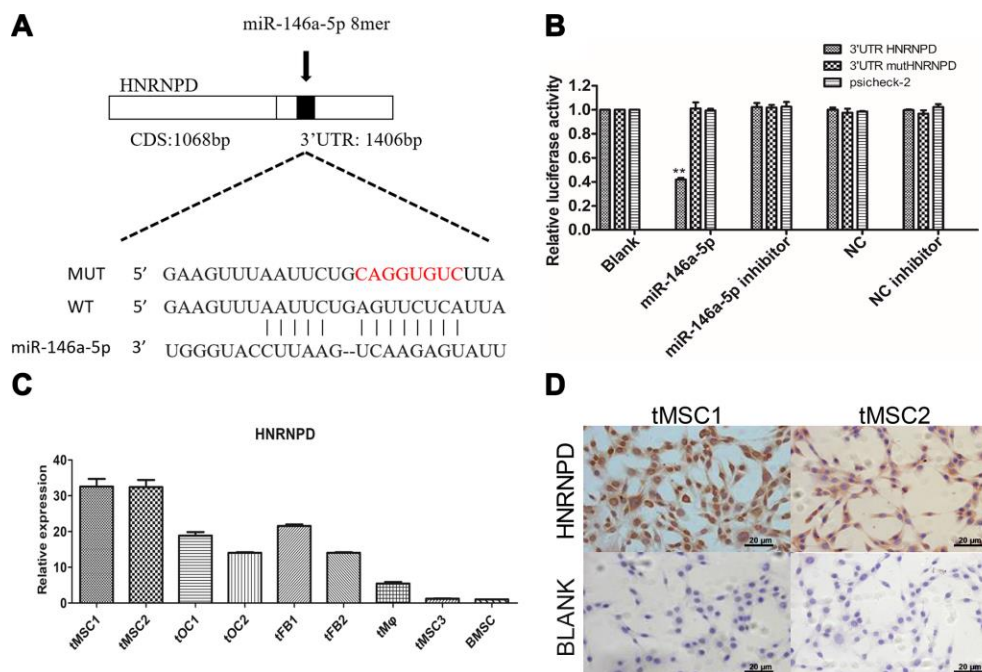 A
miR-146a-5p 8mer
HNRNPD
CDS:1068bp 3'UTR: 1406bp
MUT 5' GAAGUUUAAUUCUGCAGGUGUCUUA
WT 5' GAAGUUUAAUUCUGAGUUCUCAUUA
miR-146a-5p 3' UGGGUACCUUAAG--UCAAGAGUAUU
B
3'UTR HNRNPD
3'UTR mutHNRNPD
psicheck-2
Relative luciferase activity
1.4
1.2
1.0
0.8
0.6
0.4
0.2
0.0
**
Blank
miR-146a-5p
miR-146a-5p inhibitor
NC
NC inhibitor
C
HNRNPD
Relative expression
40
30
20
10
0
tMSC1
tMSC2
tOC1
tOC2
tFB1
tFB2
tMφ
tMSC3
BMSC
D
tMSC1 tMSC2
HNRNPD
20 μm 20 μm
BLANK
20 μm 20 μm